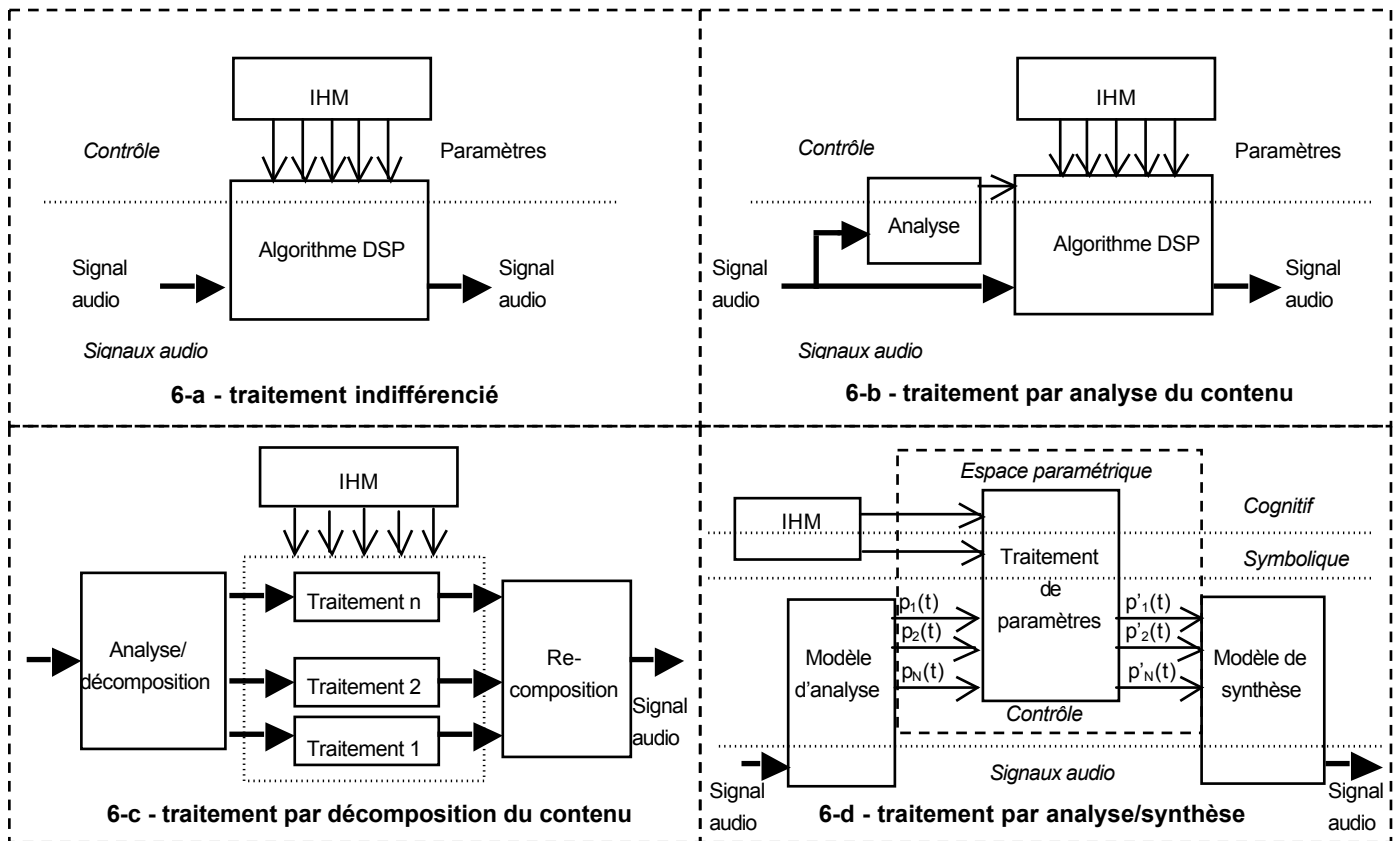 IHM
Contrôle
Paramètres
Algorithme DSP
Signal
audio
Signal
audio
Signaux audio
6-a - traitement indifférencié
IHM
Contrôle
Paramètres
Analyse
Algorithme DSP
Signal
audio
Signal
audio
Signaux audio
6-b - traitement par analyse du contenu
IHM
Analyse/
décomposition
Traitement n
Traitement 2
Traitement 1
Re-
composition
Signal
audio
6-c - traitement par décomposition du contenu
Espace paramétrique
IHM
Cognitif
Symbolique
Traitement
de
paramètres
Modèle
d'analyse
p₁(t)
p₂(t)
pN(t)
p'₁(t)
p'₂(t)
p'N(t)
Modèle de
synthèse
Contrôle
Signaux audio
Signal
audio
Signal
audio
6-d - traitement par analyse/synthèse